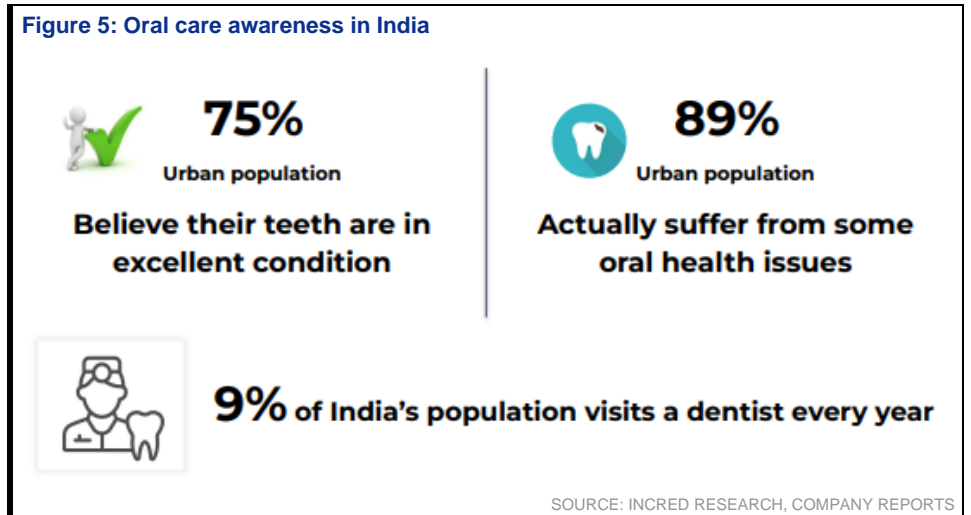 Figure 5: Oral care awareness in India
75%
Urban population
Believe their teeth are in
excellent condition
89%
Urban population
Actually suffer from some
oral health issues
9% of India's population visits a dentist every year
SOURCE: INCRED RESEARCH, COMPANY REPORTS